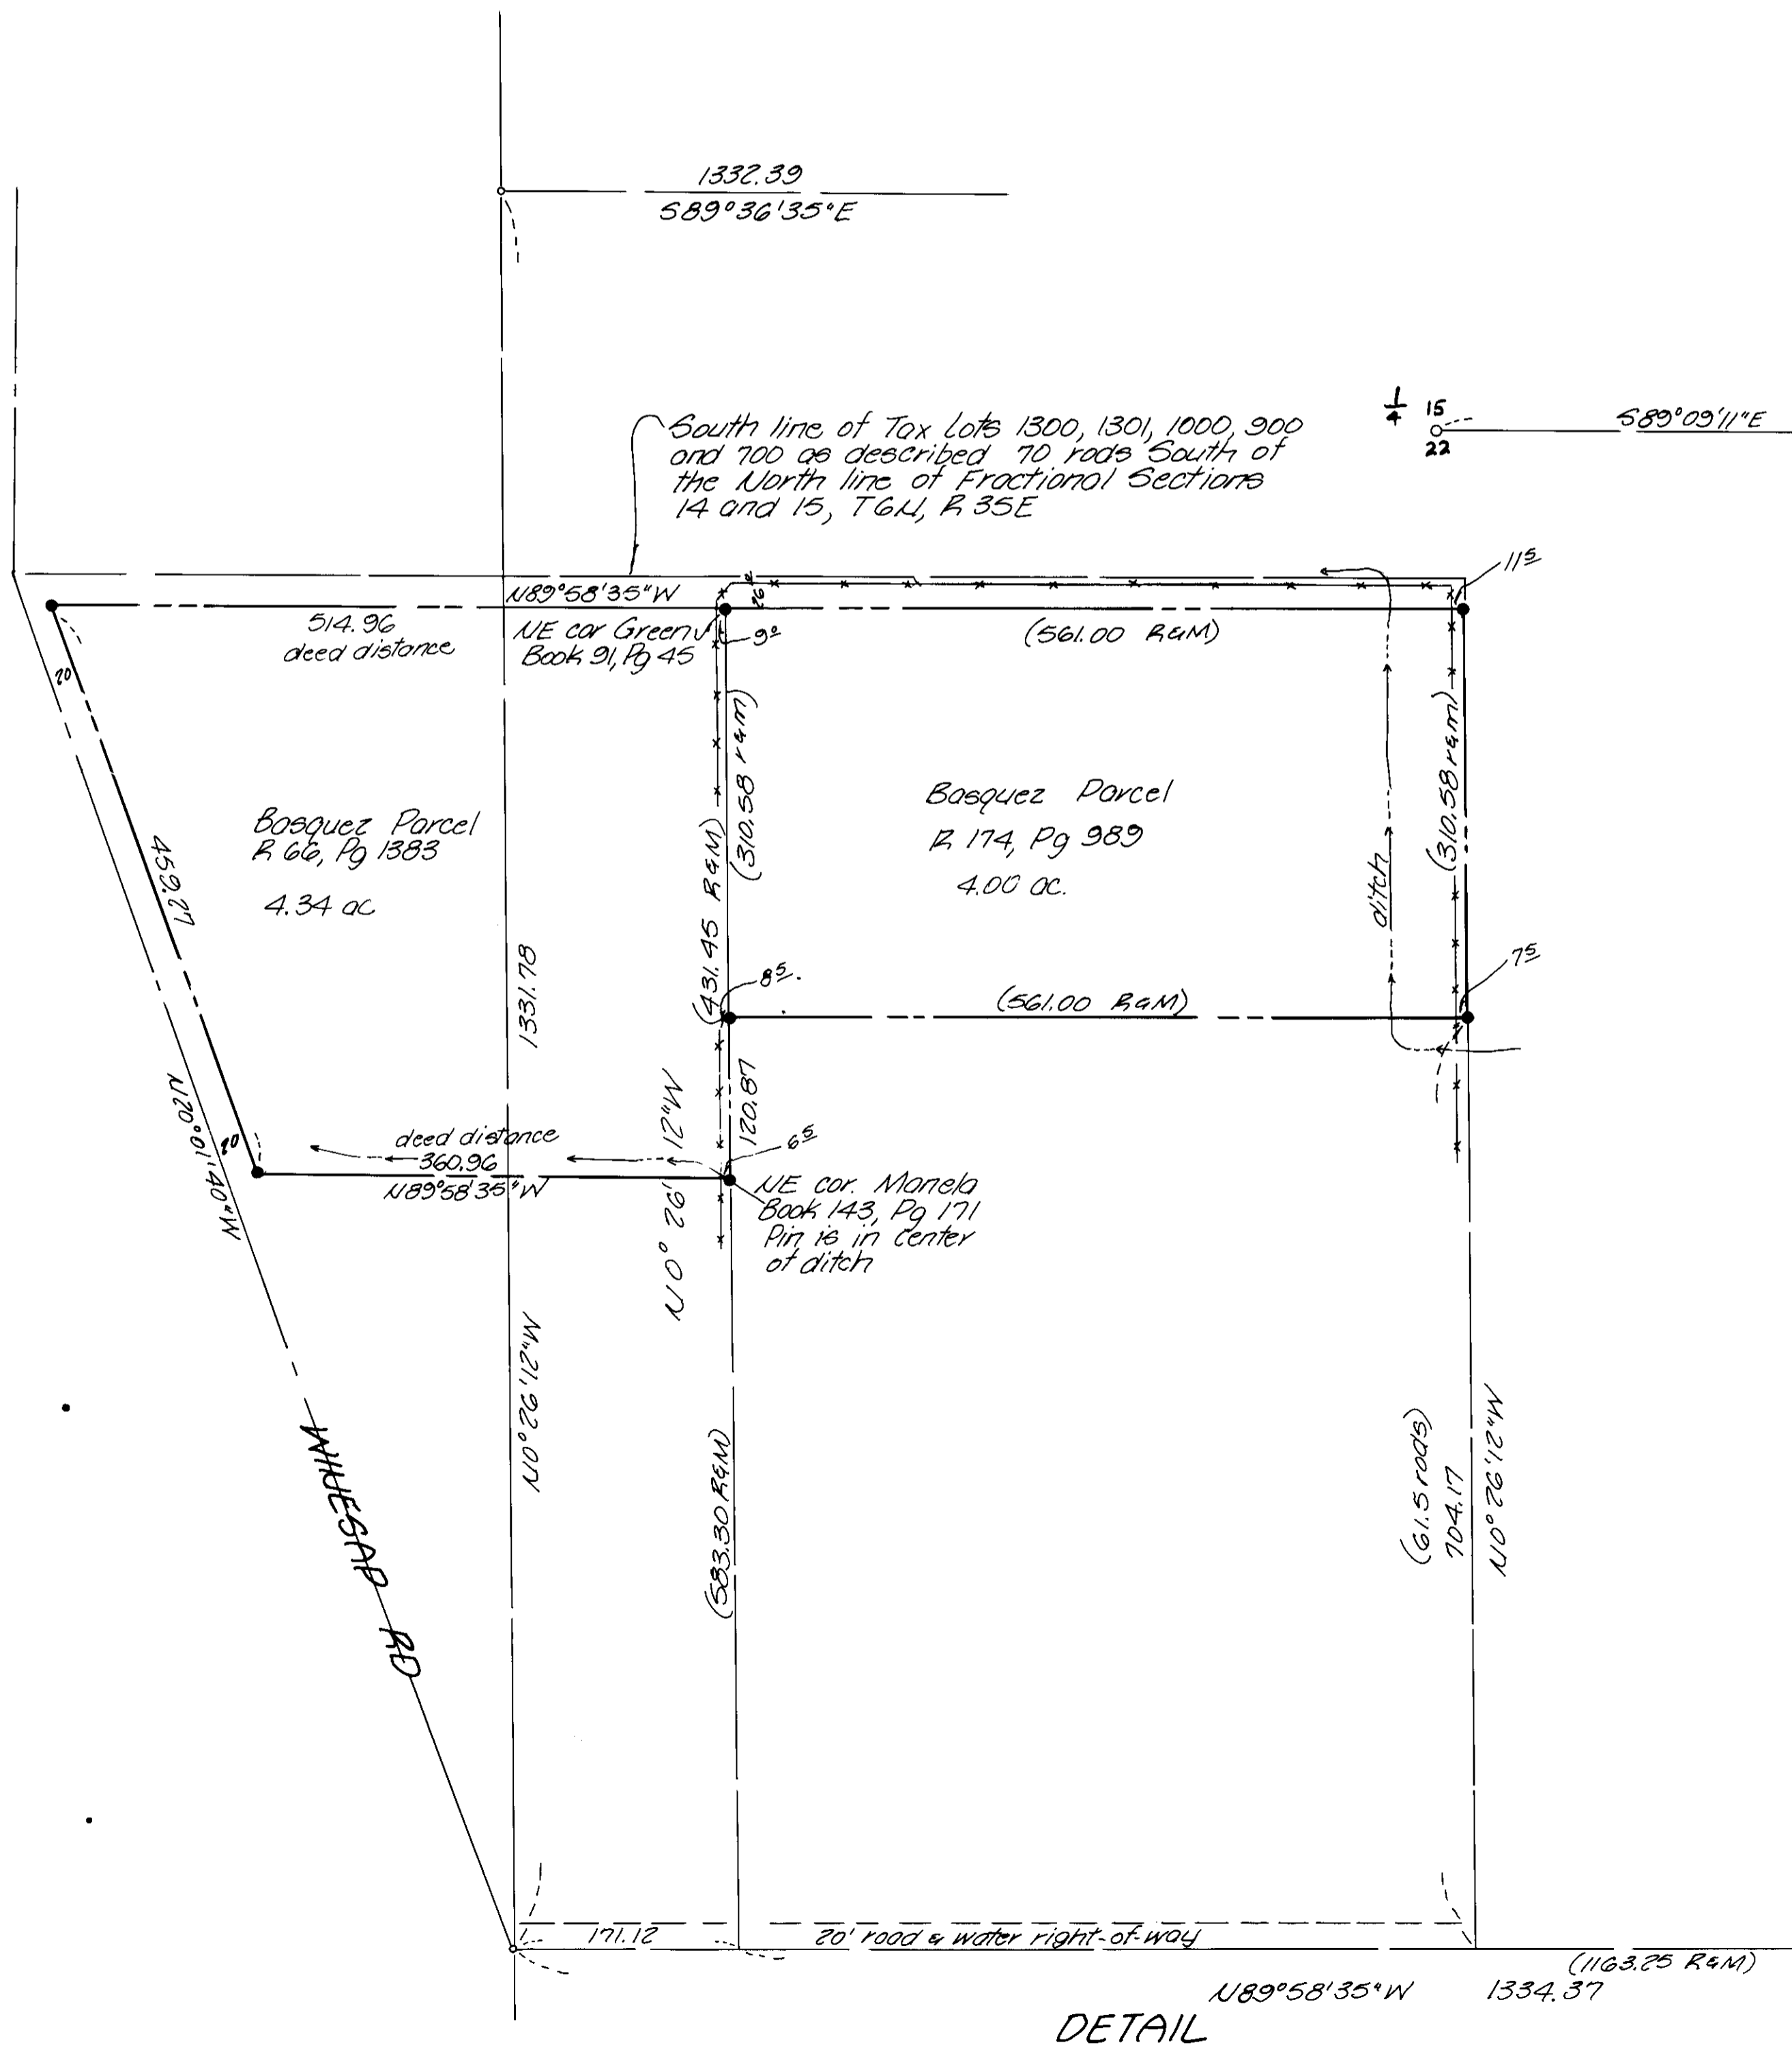 1332.39
S89°36'35"E
1/4 15
22
S89°09'11"E
South line of Tax Lots 1300, 1301, 1000, 900
and 700 as described 70 rods South of
the North line of Fractional Sections
14 and 15, T6N, R 35E
11⁵
N89°58'35"W
514.96
deed distance
NE cor Greenv
Book 91, Pg 45
9⁰
(561.00 R&M)
20
(310.58 r&m)
(431.45 R&M)
(310.58 r&m)
Basquez Parcel
R 66, Pg 1383
4.34 ac
Basquez Parcel
R 174, Pg 989
4.00 ac.
ditch
459.27
1331.78
8⁵
(561.00 R&M)
7⁵
N20°01'40"W
20
deed distance
360.96
N89°58'35"W
N0°26'12"W
120.87
6⁵
NE cor. Manela
Book 143, Pg 171
Pin is in center
of ditch
N0°26'12"W
WHITESAR RD
(583.30 R&M)
(61.5 rods)
704.17
N0°26'12"W
171.12
20' road & water right-of-way
(1163.25 R&M)
N89°58'35"W
1334.37
DETAIL